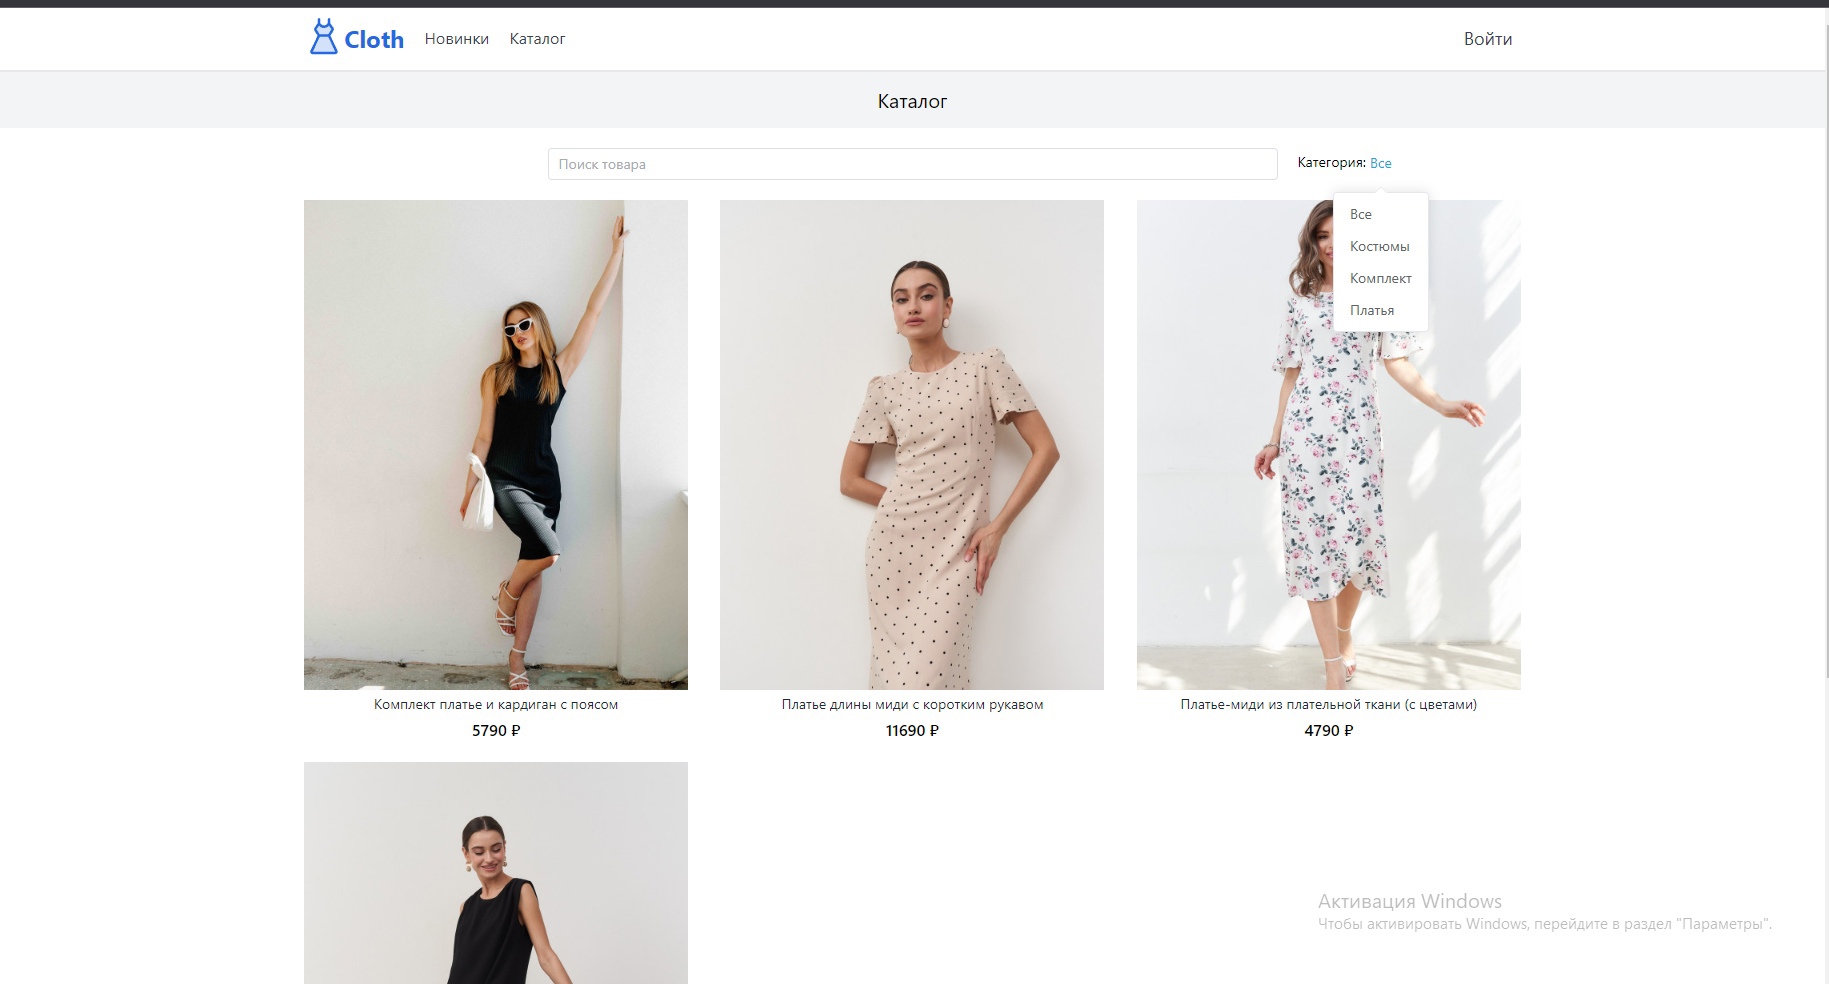 Cloth
Новинки
Каталог
Войти
Каталог
Поиск товара
Категория: Все
Все
Костюмы
Комплект
Платья
Комплект платье и кардиган с поясом
5790 ₽
Платье длины миди с коротким рукавом
11690 ₽
Платье-миди из плательной ткани (с цветами)
4790 ₽
Активация Windows
Чтобы активировать Windows, перейдите в раздел "Параметры".